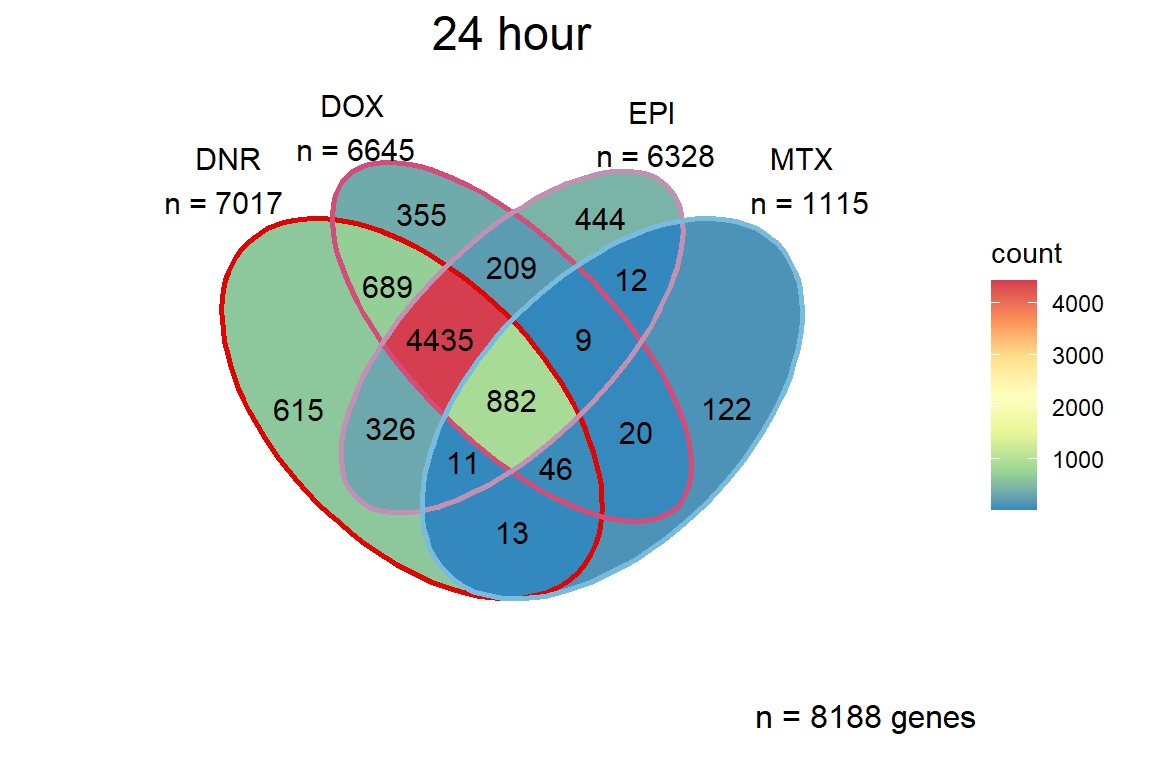 24 hour
DOX
n = 6645
EPI
n = 6328
DNR
n = 7017
MTX
n = 1115
355
444
689
209
12
4435
9
615
326
882
20
122
11
46
13
count
4000
3000
2000
1000
n = 8188 genes